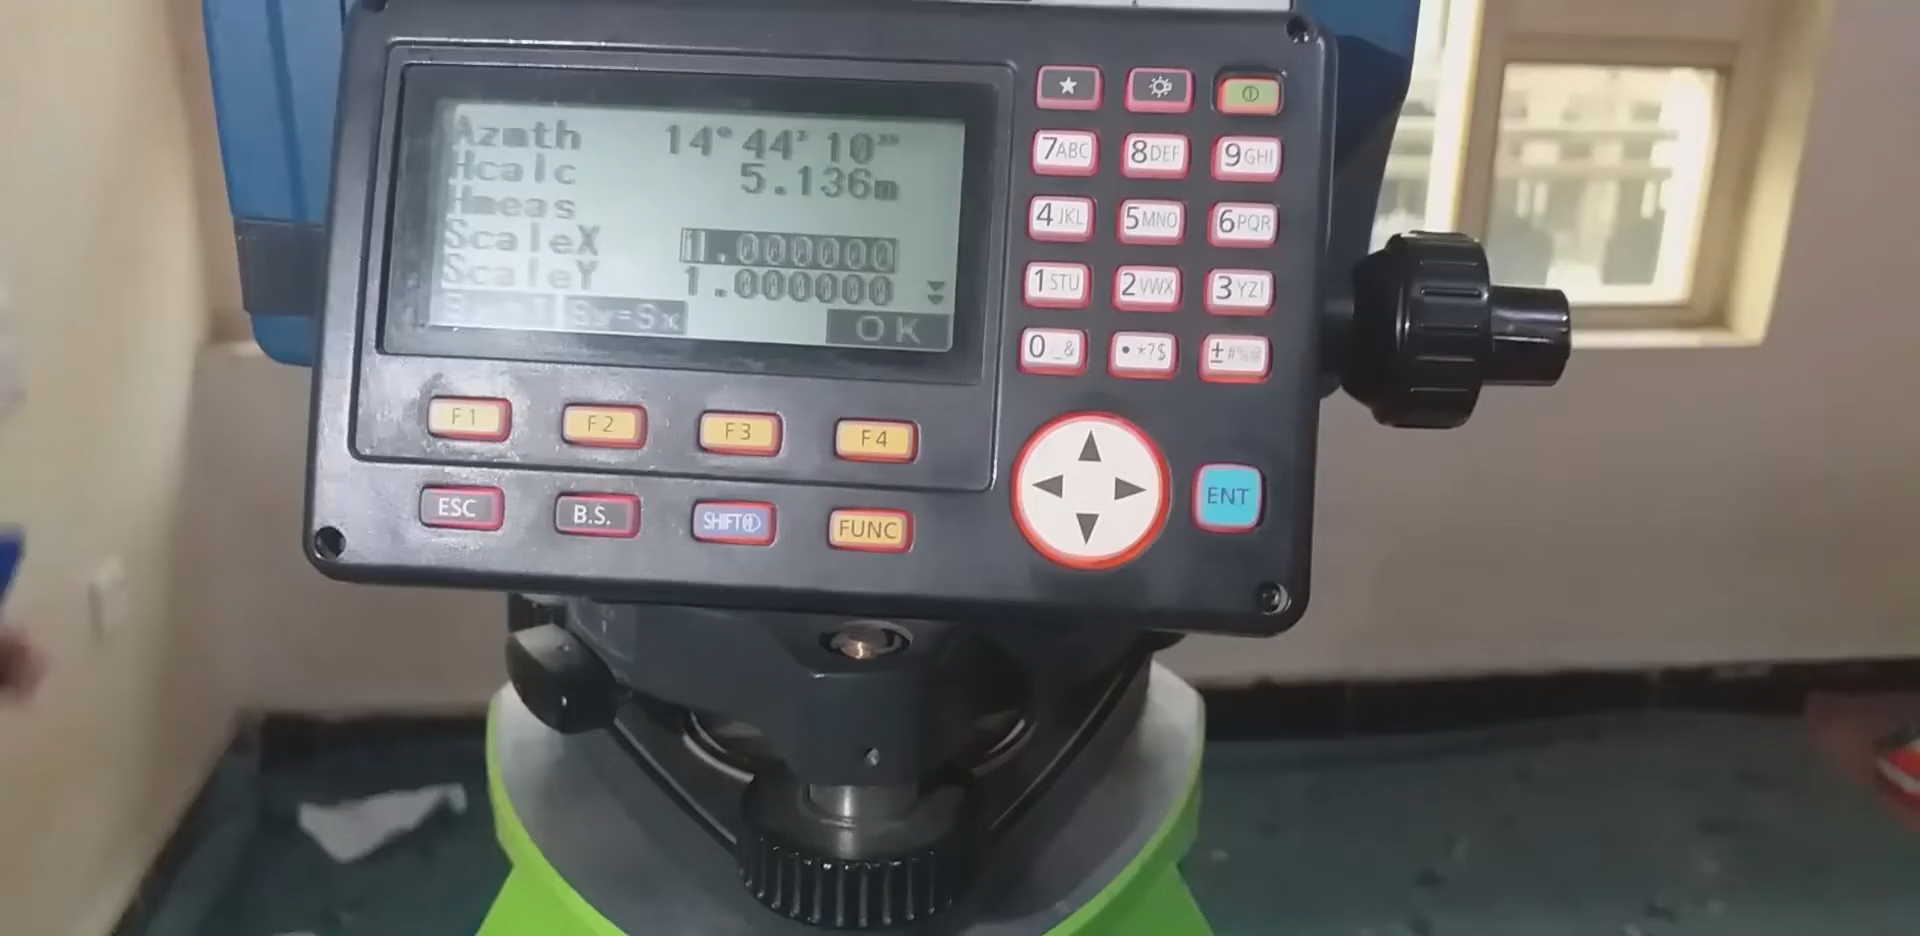 Azmth 14°44'10"
Hcalc 5.136m
Hmeas
ScaleX 1.000000
ScaleY 1.000000
Sy=Sx OK
★
7ABC 8DEF 9GHI
4JKL 5MNO 6PQR
1STU 2VWX 3YZ!
0_& •*?$ ±#%@
F1 F2 F3 F4
ESC B.S. SHIFT FUNC
ENT